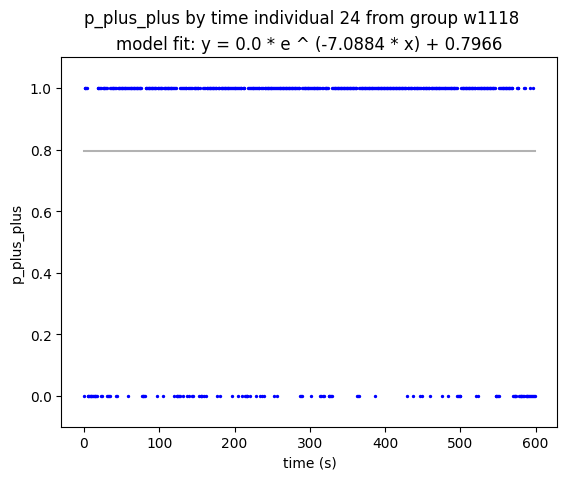 p_plus_plus by time individual 24 from group w1118
model fit: y = 0.0 * e ^ (-7.0884 * x) + 0.7966
1.0
0.8
0.6
0.4
0.2
0.0
p_plus_plus
0 100 200 300 400 500 600
time (s)